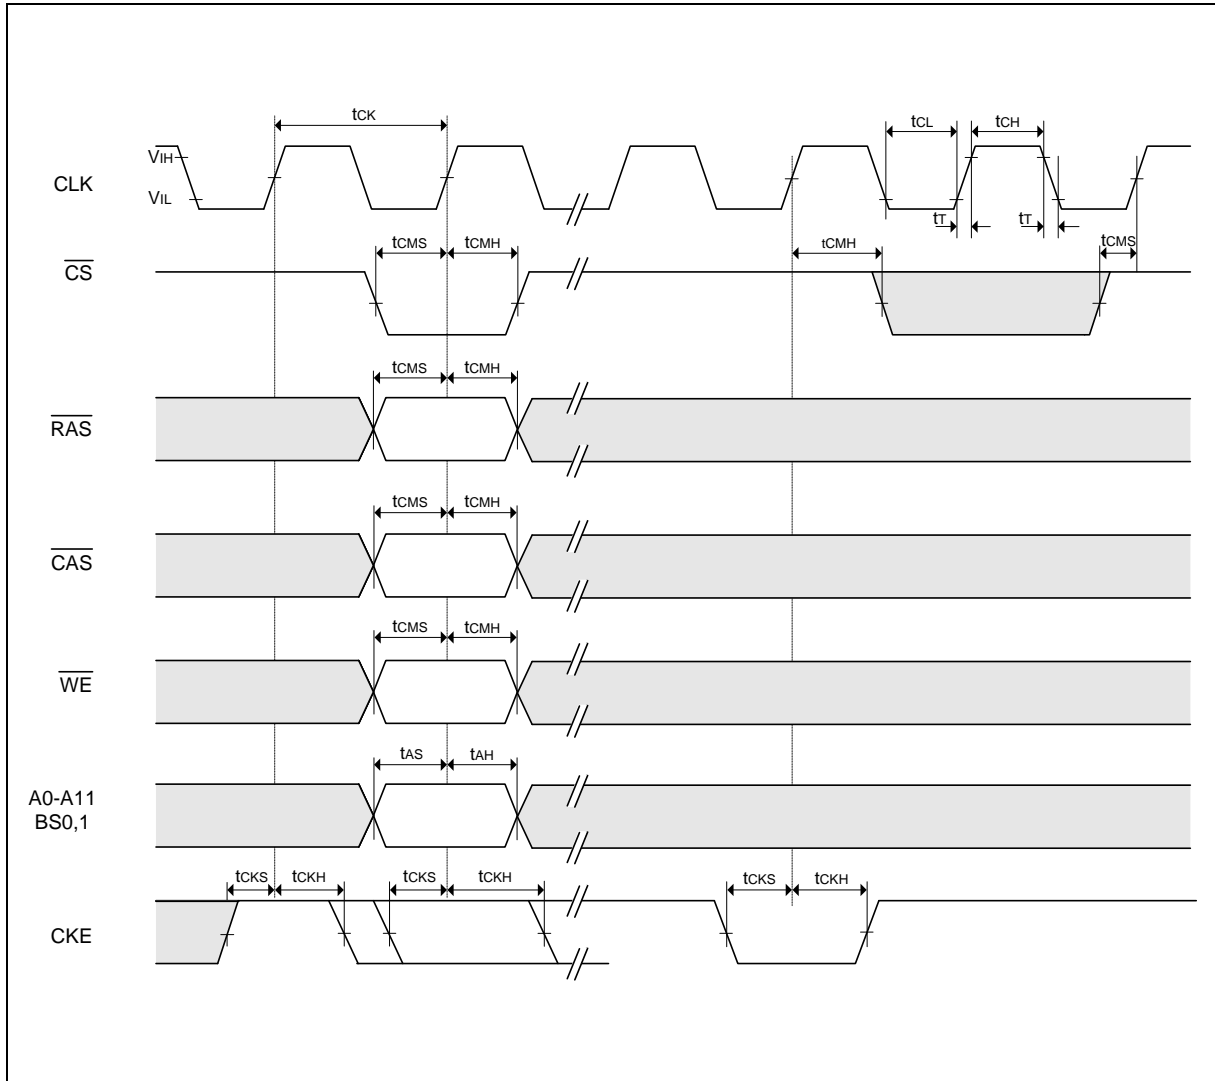 tCK
tCL
tCH
VIH
CLK
VIL
tT
tT
tCMS
tCMH
tCMH
tCMS
CS
tCMS
tCMH
RAS
tCMS
tCMH
CAS
tCMS
tCMH
WE
tAS
tAH
A0-A11
BS0,1
tCKS
tCKH
tCKS
tCKH
tCKS
tCKH
CKE